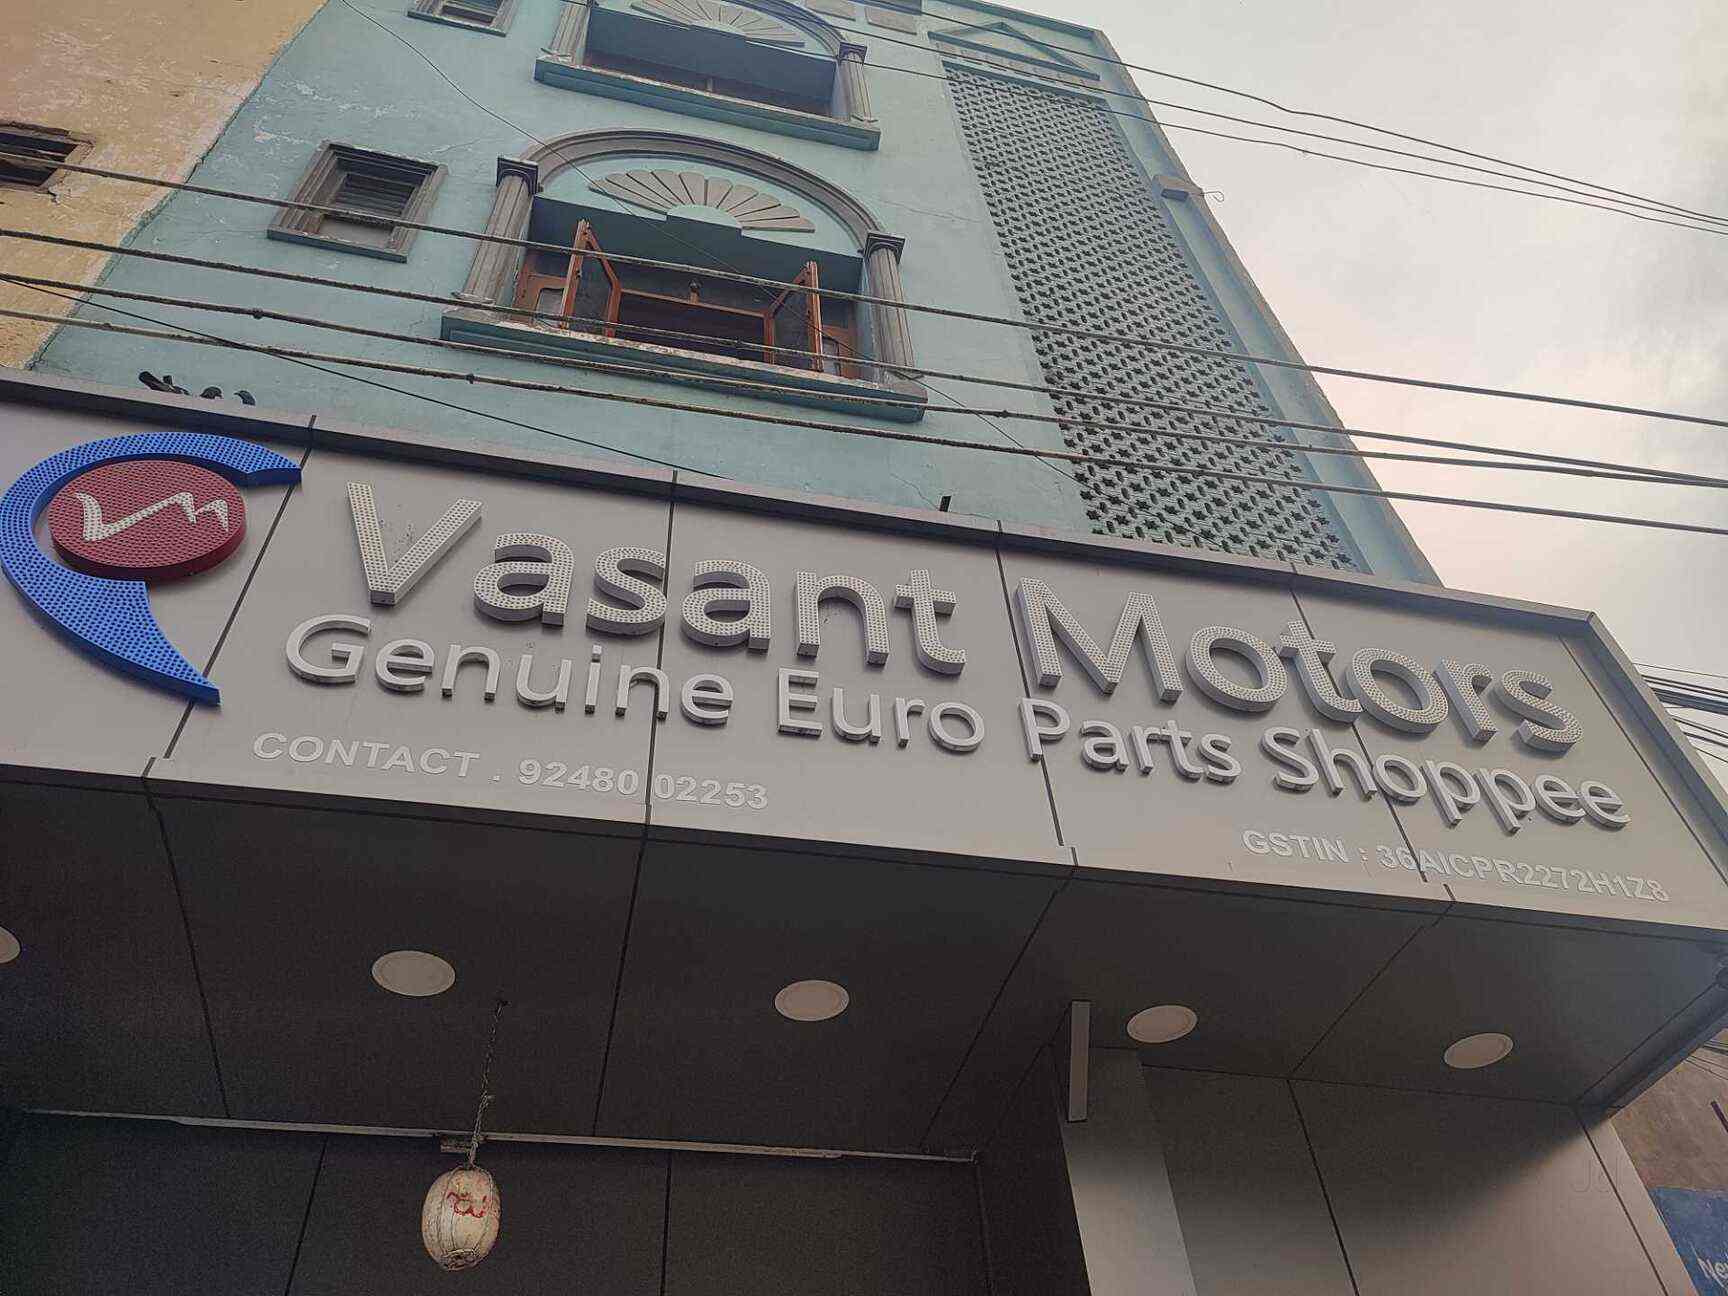 Vasant Motors
Genuine Euro Parts Shoppee
CONTACT . 92480 02253
GSTIN : 36AICPR2272H1Z8